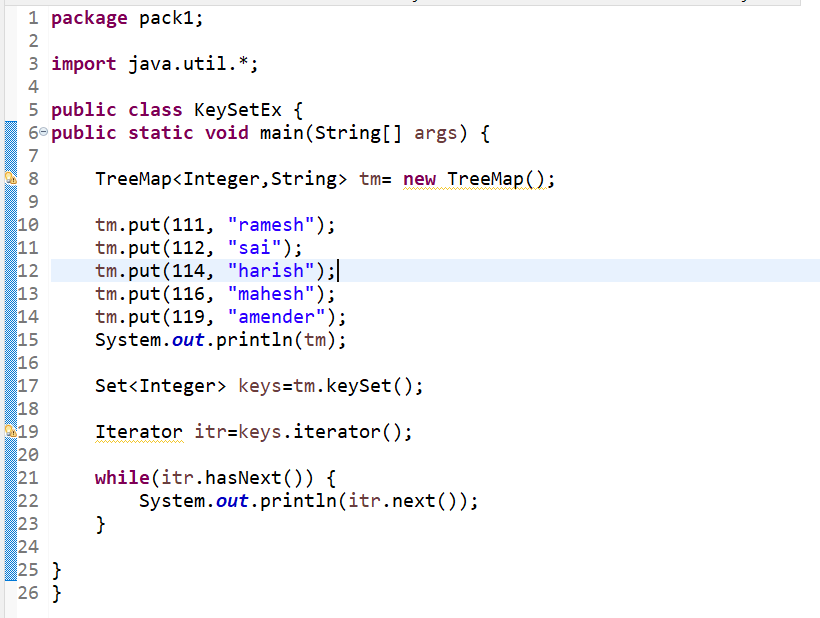 1 package pack1;
2
3 import java.util.*;
4
5 public class KeySetEx {
6 public static void main(String[] args) {
7
8     TreeMap<Integer,String> tm= new TreeMap();
9
10     tm.put(111, "ramesh");
11     tm.put(112, "sai");
12     tm.put(114, "harish");
13     tm.put(116, "mahesh");
14     tm.put(119, "amender");
15     System.out.println(tm);
16
17     Set<Integer> keys=tm.keySet();
18
19     Iterator itr=keys.iterator();
20
21     while(itr.hasNext()) {
22         System.out.println(itr.next());
23     }
24
25 }
26 }